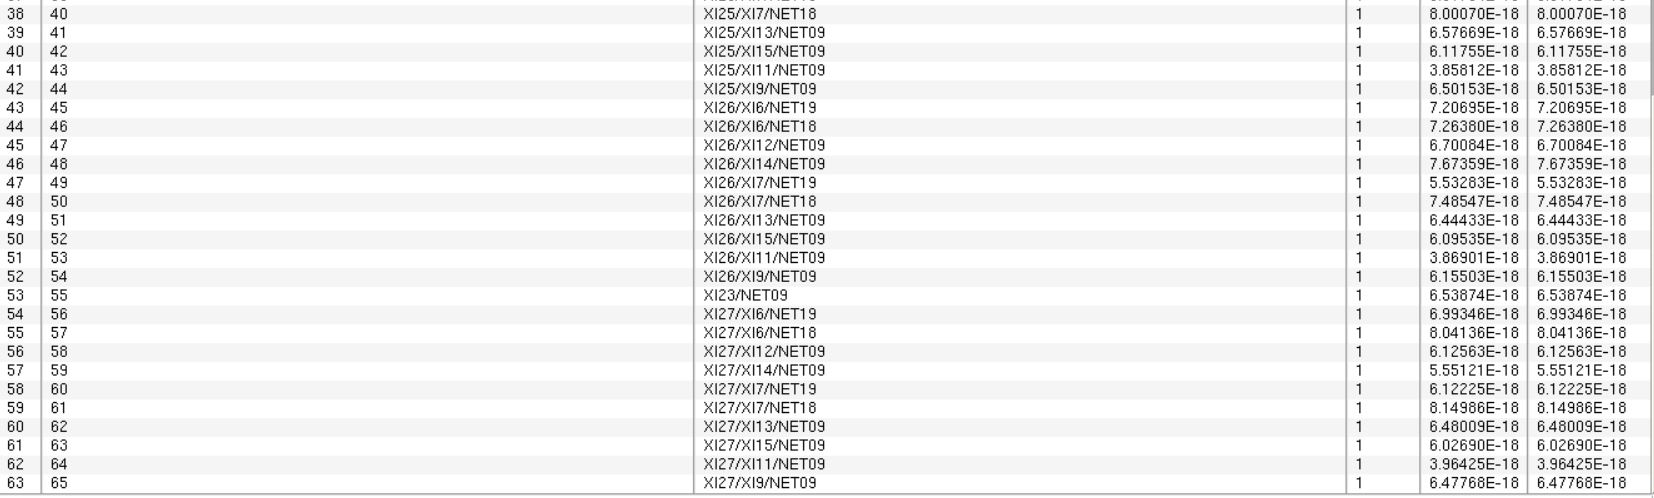 38 40 XI25/XI7/NET18 1 8.00070E-18 8.00070E-18
39 41 XI25/XI13/NET09 1 6.57669E-18 6.57669E-18
40 42 XI25/XI15/NET09 1 6.11755E-18 6.11755E-18
41 43 XI25/XI11/NET09 1 3.85812E-18 3.85812E-18
42 44 XI25/XI9/NET09 1 6.50153E-18 6.50153E-18
43 45 XI26/XI6/NET19 1 7.20695E-18 7.20695E-18
44 46 XI26/XI6/NET18 1 7.26380E-18 7.26380E-18
45 47 XI26/XI12/NET09 1 6.70084E-18 6.70084E-18
46 48 XI26/XI14/NET09 1 7.67359E-18 7.67359E-18
47 49 XI26/XI7/NET19 1 5.53283E-18 5.53283E-18
48 50 XI26/XI7/NET18 1 7.48547E-18 7.48547E-18
49 51 XI26/XI13/NET09 1 6.44433E-18 6.44433E-18
50 52 XI26/XI15/NET09 1 6.09535E-18 6.09535E-18
51 53 XI26/XI11/NET09 1 3.86901E-18 3.86901E-18
52 54 XI26/XI9/NET09 1 6.15503E-18 6.15503E-18
53 55 XI23/NET09 1 6.53874E-18 6.53874E-18
54 56 XI27/XI6/NET19 1 6.99346E-18 6.99346E-18
55 57 XI27/XI6/NET18 1 8.04136E-18 8.04136E-18
56 58 XI27/XI12/NET09 1 6.12563E-18 6.12563E-18
57 59 XI27/XI14/NET09 1 5.55121E-18 5.55121E-18
58 60 XI27/XI7/NET19 1 6.12225E-18 6.12225E-18
59 61 XI27/XI7/NET18 1 8.14986E-18 8.14986E-18
60 62 XI27/XI13/NET09 1 6.48009E-18 6.48009E-18
61 63 XI27/XI15/NET09 1 6.02690E-18 6.02690E-18
62 64 XI27/XI11/NET09 1 3.96425E-18 3.96425E-18
63 65 XI27/XI9/NET09 1 6.47768E-18 6.47768E-18